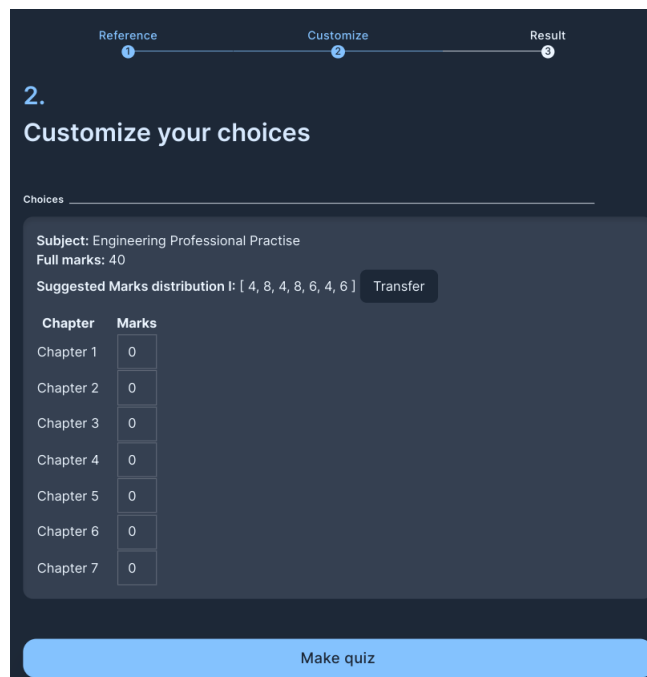 Reference Customize Result
1 2 3
2.
Customize your choices
Choices
Subject: Engineering Professional Practise
Full marks: 40
Suggested Marks distribution I: [ 4, 8, 4, 8, 6, 4, 6 ] Transfer
Chapter Marks
Chapter 1 0
Chapter 2 0
Chapter 3 0
Chapter 4 0
Chapter 5 0
Chapter 6 0
Chapter 7 0
Make quiz